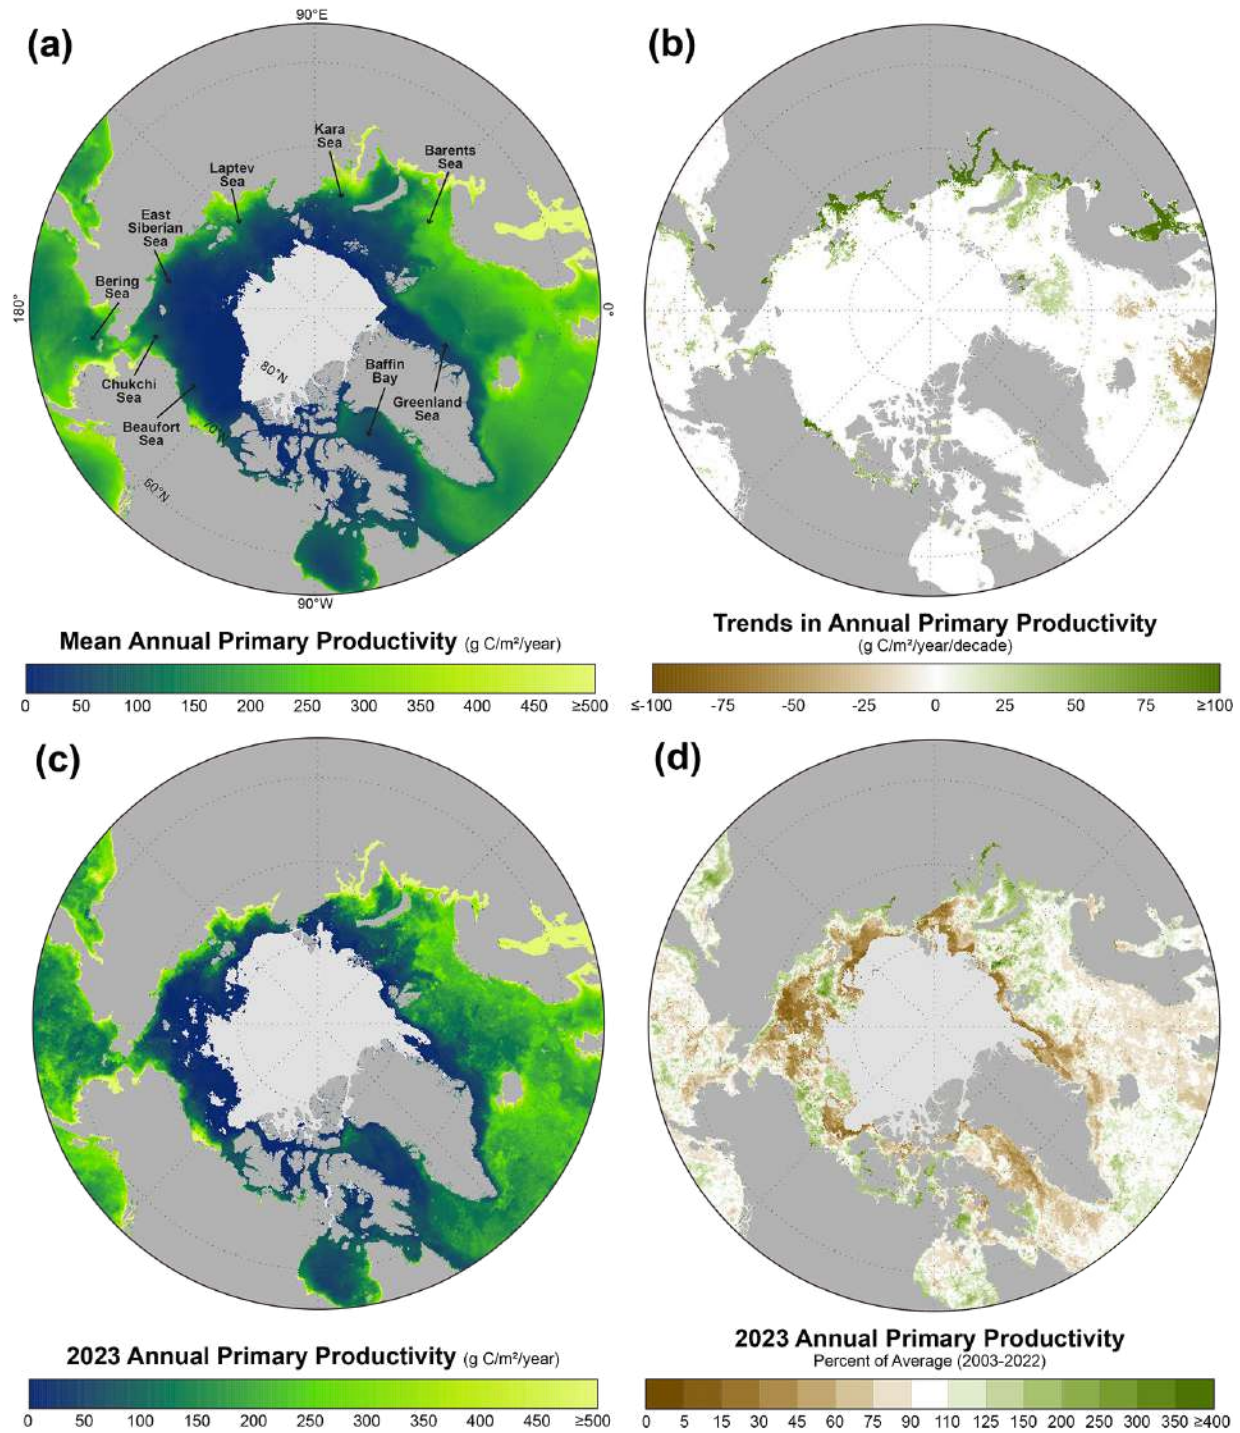 (a)
90°E
(b)
Kara
Sea
Barents
Sea
Laptev
Sea
East
Siberian
Sea
Bering
Sea
180°
0°
80°N
Baffin
Bay
Chukchi
Sea
Greenland
Sea
Beaufort
Sea
70°N
60°N
90°W
Mean Annual Primary Productivity (g C/m²/year)
0 50 100 150 200 250 300 350 400 450 ≥500
Trends in Annual Primary Productivity
(g C/m²/year/decade)
≤-100 -75 -50 -25 0 25 50 75 ≥100
(c)
(d)
2023 Annual Primary Productivity (g C/m²/year)
0 50 100 150 200 250 300 350 400 450 ≥500
2023 Annual Primary Productivity
Percent of Average (2003-2022)
0 5 15 30 45 60 75 90 110 125 150 200 250 300 350 ≥400